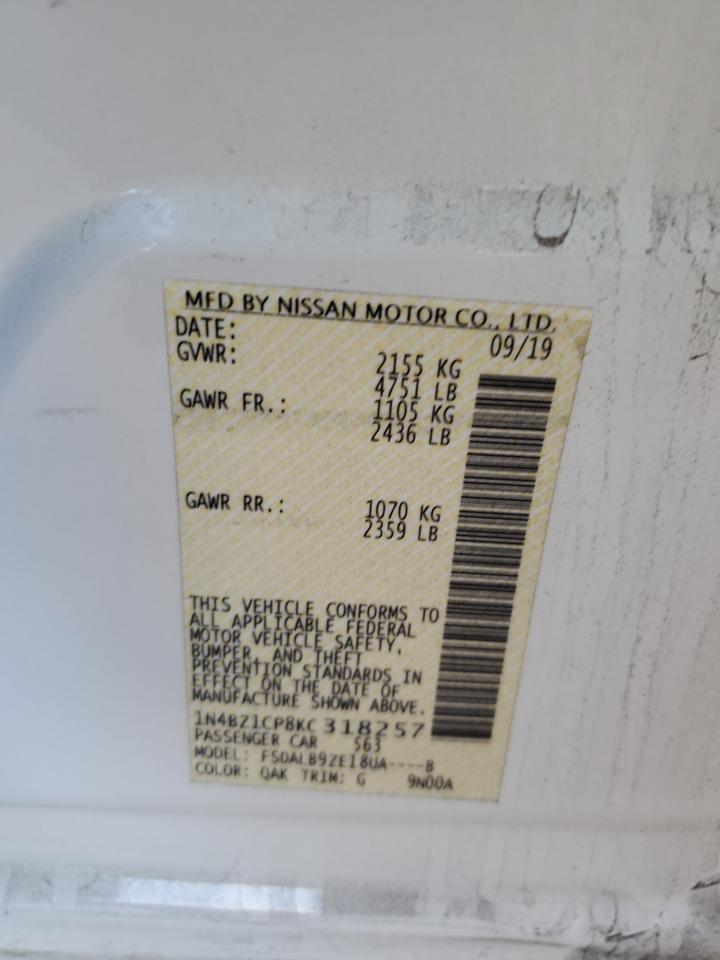 MFD BY NISSAN MOTOR CO., LTD.
DATE: 09/19
GVWR: 2155 KG
4751 LB
GAWR FR.: 1105 KG
2436 LB
GAWR RR.: 1070 KG
2359 LB
THIS VEHICLE CONFORMS TO
ALL APPLICABLE FEDERAL
MOTOR VEHICLE SAFETY,
BUMPER, AND THEFT
PREVENTION STANDARDS IN
EFFECT ON THE DATE OF
MANUFACTURE SHOWN ABOVE.
1N4BZ1CP8KC318257
PASSENGER CAR S63
MODEL: FSDALB9ZE18UA----B
COLOR: QAK TRIM: G 9N00A